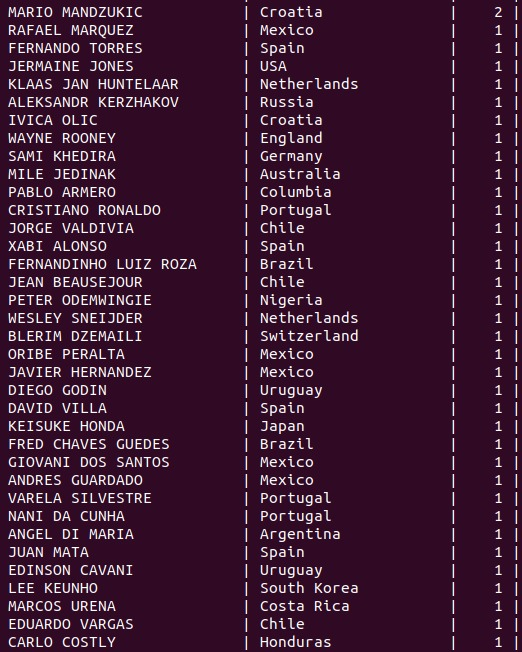 MARIO MANDZUKIC | Croatia | 2 |
RAFAEL MARQUEZ | Mexico | 1 |
FERNANDO TORRES | Spain | 1 |
JERMAINE JONES | USA | 1 |
KLAAS JAN HUNTELAAR | Netherlands | 1 |
ALEKSANDR KERZHAKOV | Russia | 1 |
IVICA OLIC | Croatia | 1 |
WAYNE ROONEY | England | 1 |
SAMI KHEDIRA | Germany | 1 |
MILE JEDINAK | Australia | 1 |
PABLO ARMERO | Columbia | 1 |
CRISTIANO RONALDO | Portugal | 1 |
JORGE VALDIVIA | Chile | 1 |
XABI ALONSO | Spain | 1 |
FERNANDINHO LUIZ ROZA | Brazil | 1 |
JEAN BEAUSEJOUR | Chile | 1 |
PETER ODEMWINGIE | Nigeria | 1 |
WESLEY SNEIJDER | Netherlands | 1 |
BLERIM DZEMAILI | Switzerland | 1 |
ORIBE PERALTA | Mexico | 1 |
JAVIER HERNANDEZ | Mexico | 1 |
DIEGO GODIN | Uruguay | 1 |
DAVID VILLA | Spain | 1 |
KEISUKE HONDA | Japan | 1 |
FRED CHAVES GUEDES | Brazil | 1 |
GIOVANI DOS SANTOS | Mexico | 1 |
ANDRES GUARDADO | Mexico | 1 |
VARELA SILVESTRE | Portugal | 1 |
NANI DA CUNHA | Portugal | 1 |
ANGEL DI MARIA | Argentina | 1 |
JUAN MATA | Spain | 1 |
EDINSON CAVANI | Uruguay | 1 |
LEE KEUNHO | South Korea | 1 |
MARCOS URENA | Costa Rica | 1 |
EDUARDO VARGAS | Chile | 1 |
CARLO COSTLY | Honduras | 1 |